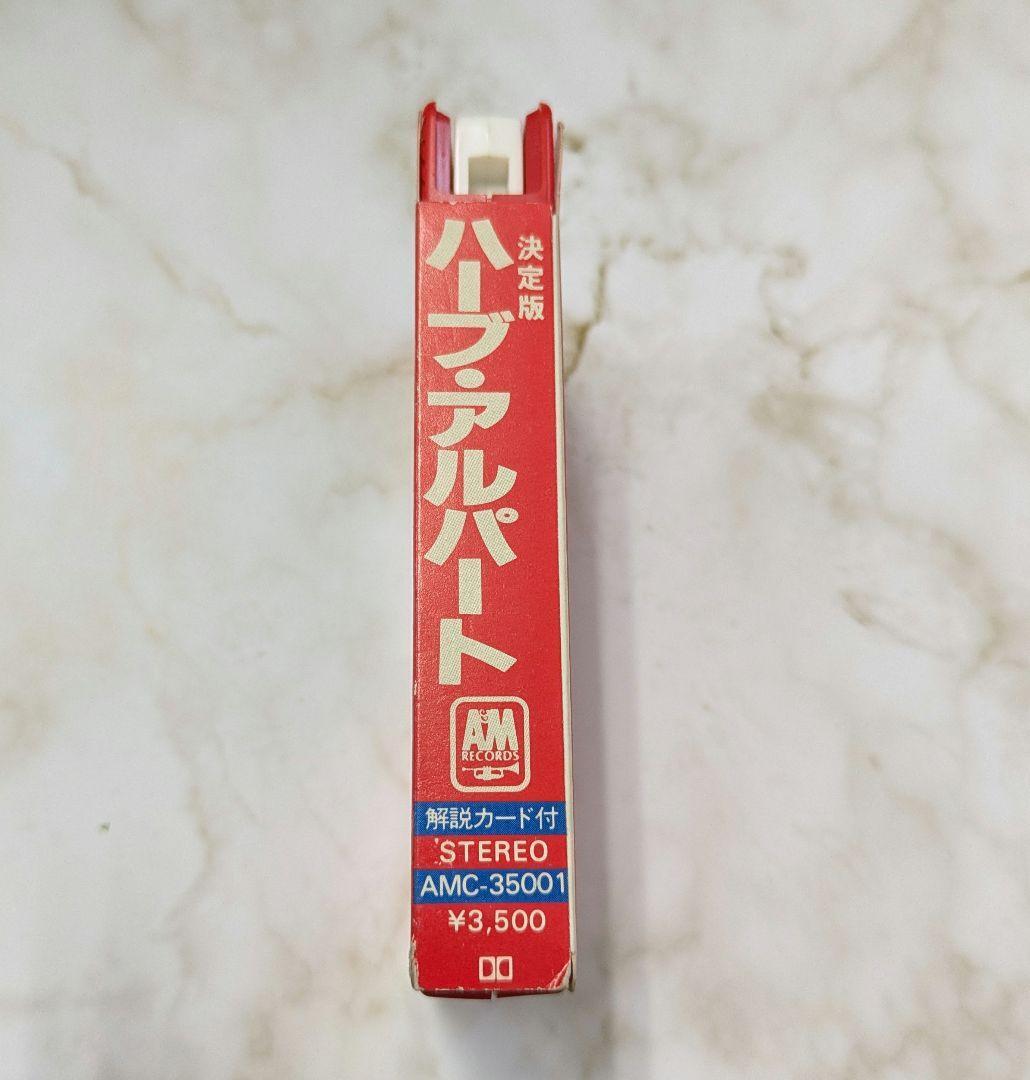 決定版
ハーブ・アルパート
A&M
RECORDS
解説カード付
STEREO
AMC-35001
¥3,500